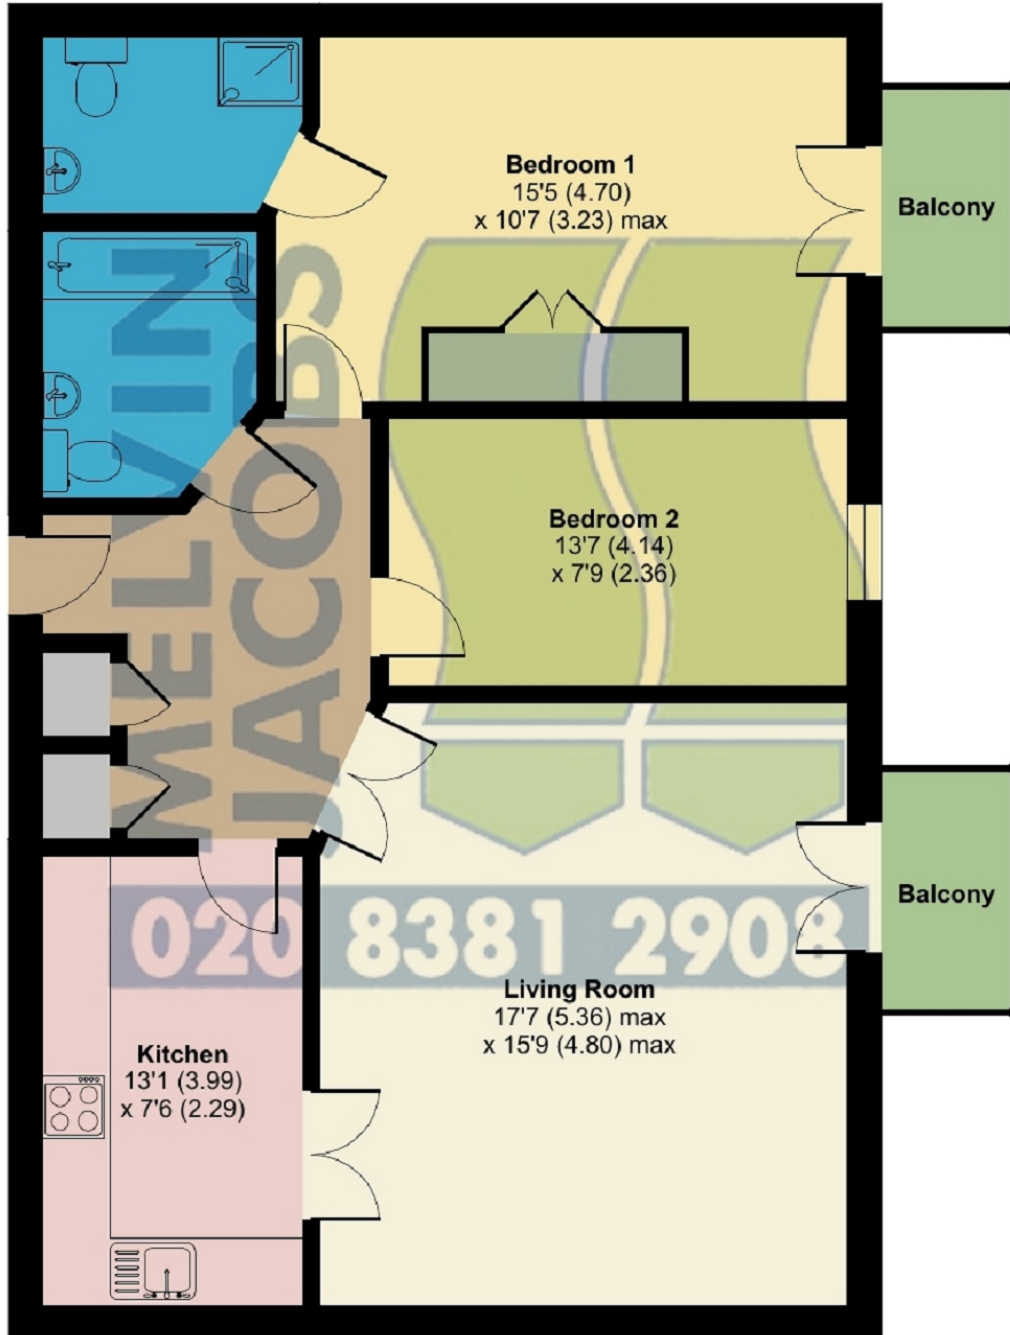 Bedroom 1
15'5 (4.70)
x 10'7 (3.23) max
Balcony
MELVIN
JACOBS
Bedroom 2
13'7 (4.14)
x 7'9 (2.36)
Balcony
020 8381 2908
Living Room
17'7 (5.36) max
x 15'9 (4.80) max
Kitchen
13'1 (3.99)
x 7'6 (2.29)